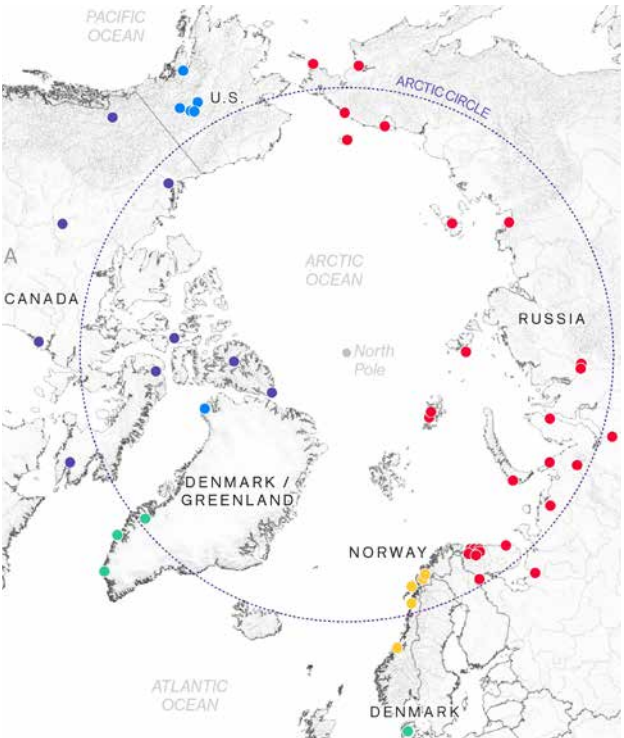 PACIFIC
OCEAN
U.S.
ARCTIC CIRCLE
A
ARCTIC
OCEAN
CANADA
RUSSIA
North
Pole
DENMARK /
GREENLAND
NORWAY
ATLANTIC
OCEAN
DENMARK